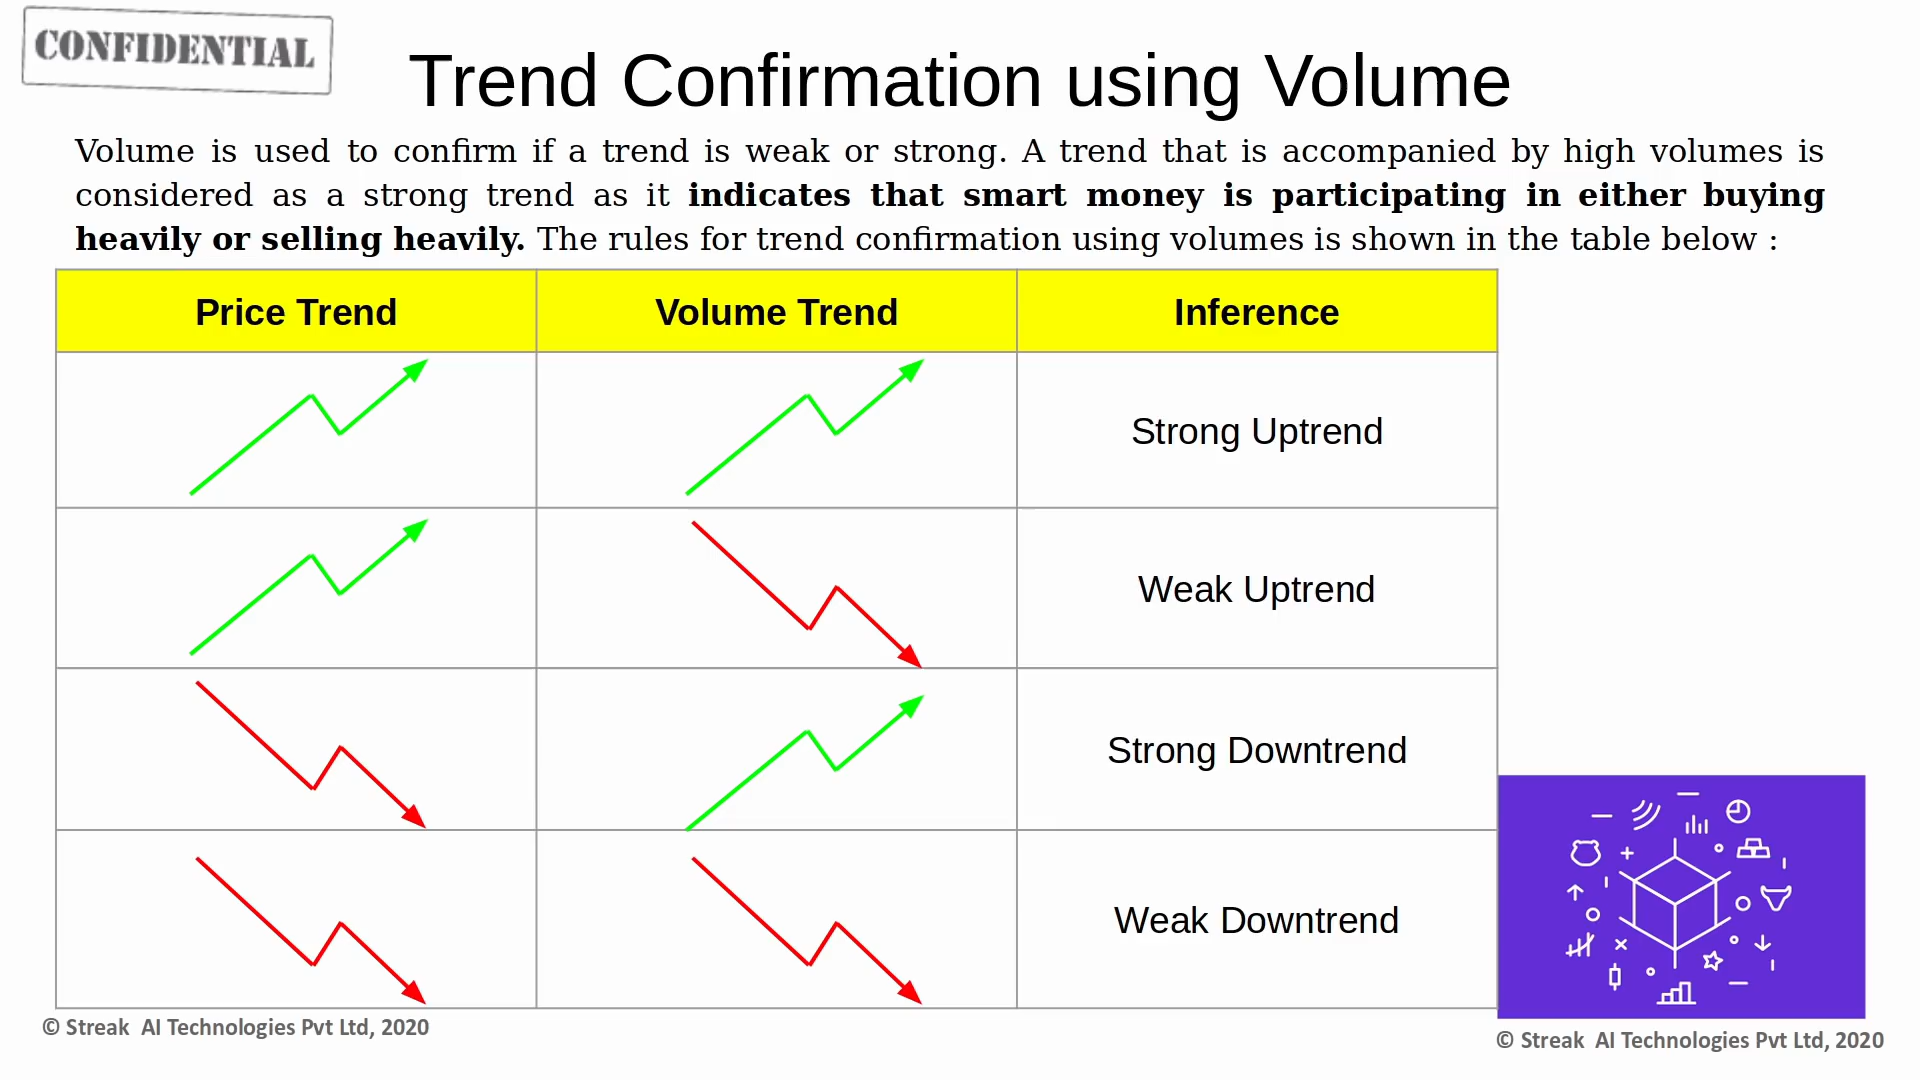 CONFIDENTIAL
Trend Confirmation using Volume
Volume is used to confirm if a trend is weak or strong. A trend that is accompanied by high volumes is
considered as a strong trend as it indicates that smart money is participating in either buying
heavily or selling heavily. The rules for trend confirmation using volumes is shown in the table below :
Price Trend Volume Trend Inference
Strong Uptrend
Weak Uptrend
Strong Downtrend
Weak Downtrend
© Streak AI Technologies Pvt Ltd, 2020
© Streak AI Technologies Pvt Ltd, 2020